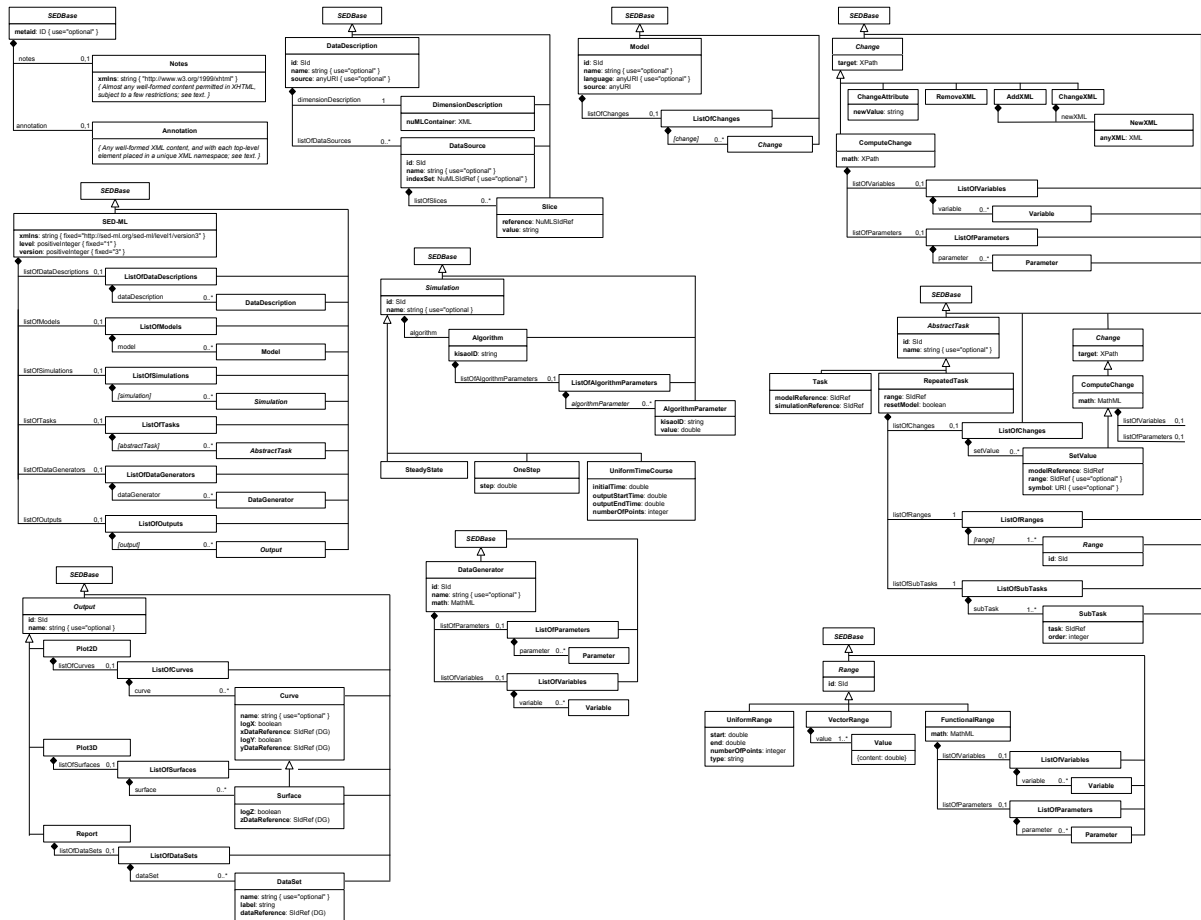 SEDBase
metaid: ID { use="optional" }
notes 0,1
Notes
xmlns: string { "http://www.w3.org/1999/xhtml" }
{ Almost any well-formed content permitted in XHTML,
subject to a few restrictions; see text. }
annotation 0,1
Annotation
{ Any well-formed XML content, and with each top-level
element placed in a unique XML namespace; see text. }
SEDBase
DataDescription
id: SId
name: string { use="optional" }
source: anyURI { use="optional" }
dimensionDescription 1
DimensionDescription
nuMLContainer: XML
listOfDataSources 0..*
DataSource
id: SId
name: string { use="optional" }
indexSet: NuMLSIdRef { use="optional" }
listOfSlices 0..*
Slice
reference: NuMLSIdRef
value: string
SEDBase
Model
id: SId
name: string { use="optional" }
language: anyURI { use="optional" }
source: anyURI
listOfChanges 0,1
ListOfChanges
[change] 0..*
Change
SEDBase
Change
target: XPath
ChangeAttribute
newValue: string
RemoveXML
AddXML
ChangeXML
newXML
NewXML
anyXML: XML
ComputeChange
math: XPath
listOfVariables 0,1
ListOfVariables
variable 0..*
Variable
listOfParameters 0,1
ListOfParameters
parameter 0..*
Parameter
SEDBase
SED-ML
xmlns: string { fixed="http://sed-ml.org/sed-ml/level1/version3" }
level: positiveInteger { fixed="1" }
version: positiveInteger { fixed="3" }
listOfDataDescriptions 0,1
ListOfDataDescriptions
dataDescription 0..*
DataDescription
listOfModels 0,1
ListOfModels
model 0..*
Model
listOfSimulations 0,1
ListOfSimulations
[simulation] 0..*
Simulation
listOfTasks 0,1
ListOfTasks
[abstractTask] 0..*
AbstractTask
listOfDataGenerators 0,1
ListOfDataGenerators
dataGenerator 0..*
DataGenerator
listOfOutputs 0,1
ListOfOutputs
[output] 0..*
Output
SEDBase
Simulation
id: SId
name: string { use="optional }
algorithm
Algorithm
kisaoID: string
listOfAlgorithmParameters 0,1
ListOfAlgorithmParameters
algorithmParameter 0..*
AlgorithmParameter
kisaoID: string
value: double
SteadyState
OneStep
step: double
UniformTimeCourse
initialTime: double
outputStartTime: double
outputEndTime: double
numberOfPoints: integer
SEDBase
AbstractTask
id: SId
name: string { use="optional" }
Task
modelReference: SIdRef
simulationReference: SIdRef
RepeatedTask
range: SIdRef
resetModel: boolean
SEDBase
Change
target: XPath
ComputeChange
math: MathML
listOfVariables 0,1
listOfParameters 0,1
listOfChanges 0,1
ListOfChanges
setValue 0..*
SetValue
modelReference: SIdRef
range: SIdRef { use="optional" }
symbol: URI { use="optional" }
listOfRanges 1
ListOfRanges
[range] 1..*
Range
id: SId
listOfSubTasks 1
ListOfSubTasks
subTask 1..*
SubTask
task: SIdRef
order: integer
SEDBase
DataGenerator
id: SId
name: string { use="optional" }
math: MathML
listOfParameters 0,1
ListOfParameters
parameter 0..*
Parameter
listOfVariables 0,1
ListOfVariables
variable 0..*
Variable
SEDBase
Output
id: SId
name: string { use="optional }
Plot2D
listOfCurves 0,1
ListOfCurves
curve 0..*
Curve
name: string { use="optional" }
logX: boolean
xDataReference: SIdRef (DG)
logY: boolean
yDataReference: SIdRef (DG)
Plot3D
listOfSurfaces 0,1
ListOfSurfaces
surface 0..*
Surface
logZ: boolean
zDataReference: SIdRef (DG)
Report
listOfDataSets 0,1
ListOfDataSets
dataSet 0..*
DataSet
name: string { use="optional" }
label: string
dataReference: SIdRef (DG)
SEDBase
Range
id: SId
UniformRange
start: double
end: double
numberOfPoints: integer
type: string
VectorRange
value 1..*
Value
{content: double}
FunctionalRange
math: MathML
listOfVariables 0,1
ListOfVariables
variable 0..*
Variable
listOfParameters 0,1
ListOfParameters
parameter 0..*
Parameter